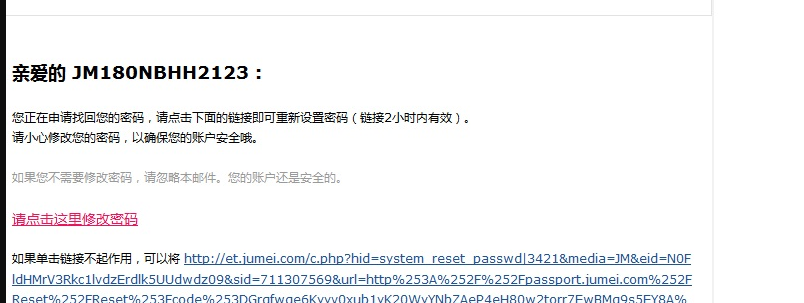 亲爱的 JM180NBHH2123：
您正在申请找回您的密码，请点击下面的链接即可重新设置密码（链接2小时内有效）。
请小心修改您的密码，以确保您的账户安全哦。
如果您不需要修改密码，请忽略本邮件。您的账户还是安全的。
请点击这里修改密码
如果单击链接不起作用，可以将 http://et.jumei.com/c.php?hid=system_reset_passwd|3421&media=JM&eid=N0F
ldHMrV3Rkc1lvdzErdlk5UUdwdz09&sid=711307569&url=http%253A%252F%252Fpassport.jumei.com%252F